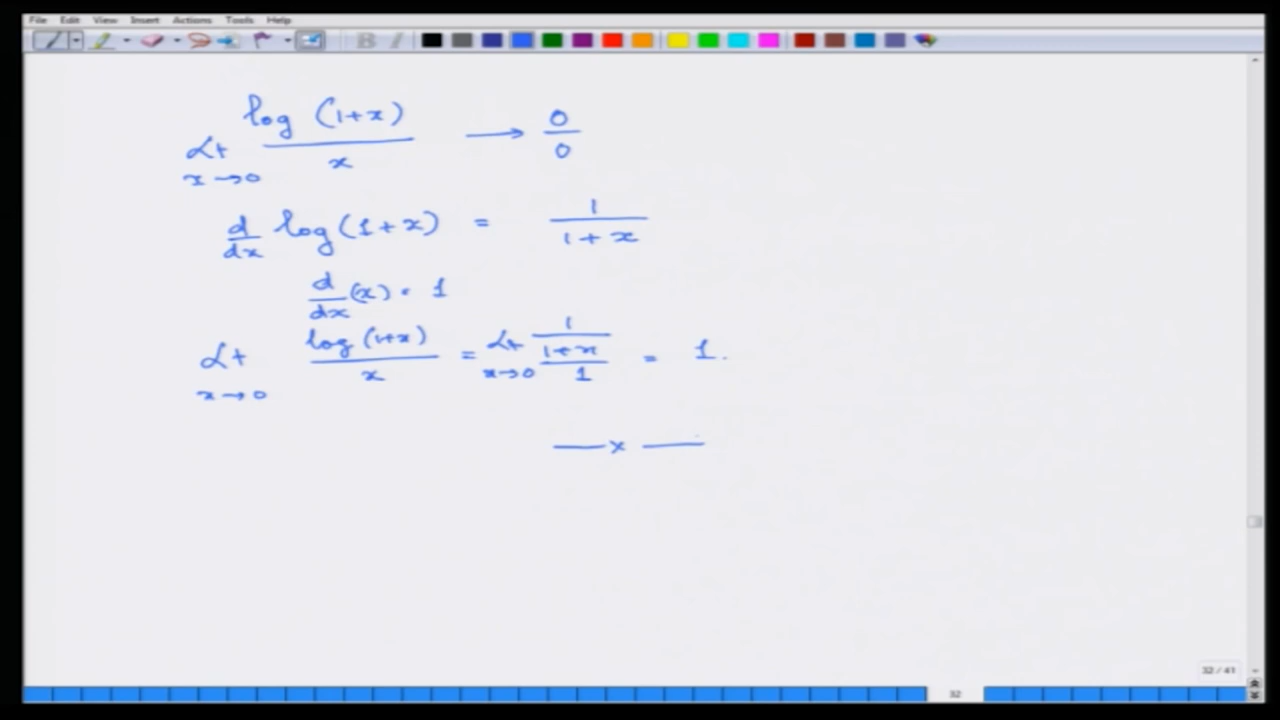 File Edit View Insert Actions Tools Help
B I
Lt x→0 log (1+x) / x → 0/0
d/dx log (1+x) = 1 / 1+x
d/dx (x) = 1
Lt x→0 log (1+x) / x = Lt x→0 1 / 1+x / 1 = 1.
— x —
32 / 41
32